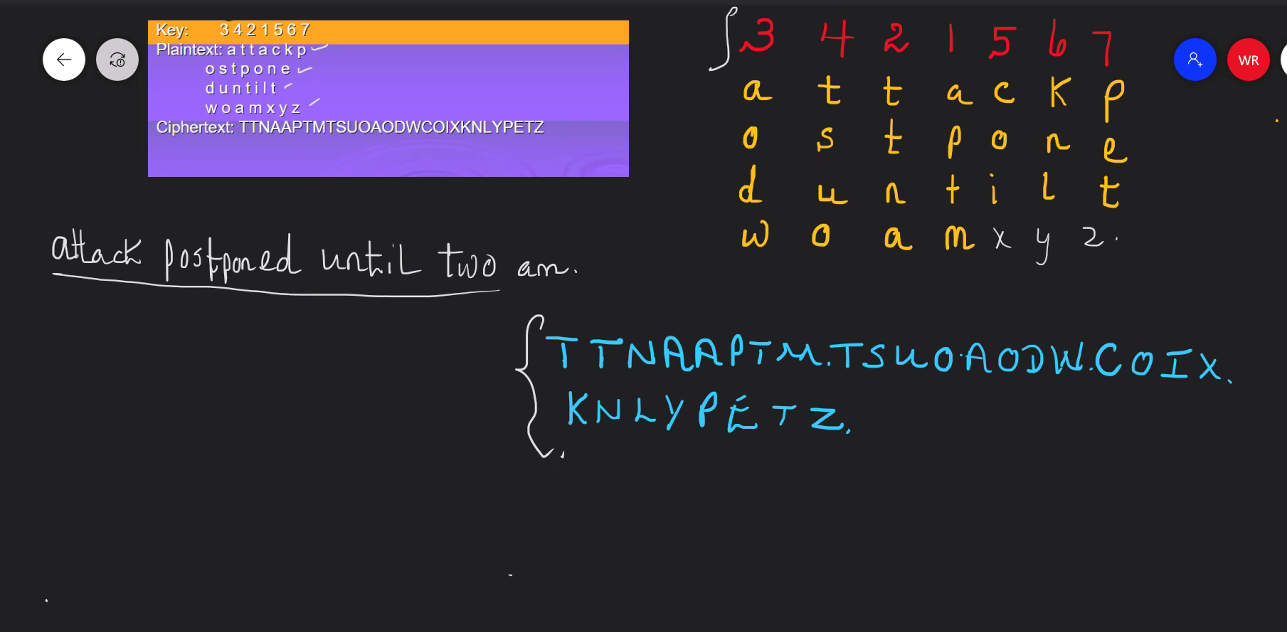 Key: 3 4 2 1 5 6 7
Plaintext: a t t a c k p
o s t p o n e
d u n t i l t
w o a m x y z
Ciphertext: TTNAAPTMTSUOAODWCOIXKNLYPETZ
3 4 2 1 5 6 7
a t t a c K p
o s t p o n e
d u n t i l t
w o a m x y z.
WR
attack postponed until two am.
TTNAAPTM.TSUO.AODW.COIX.
KNLYPETZ.